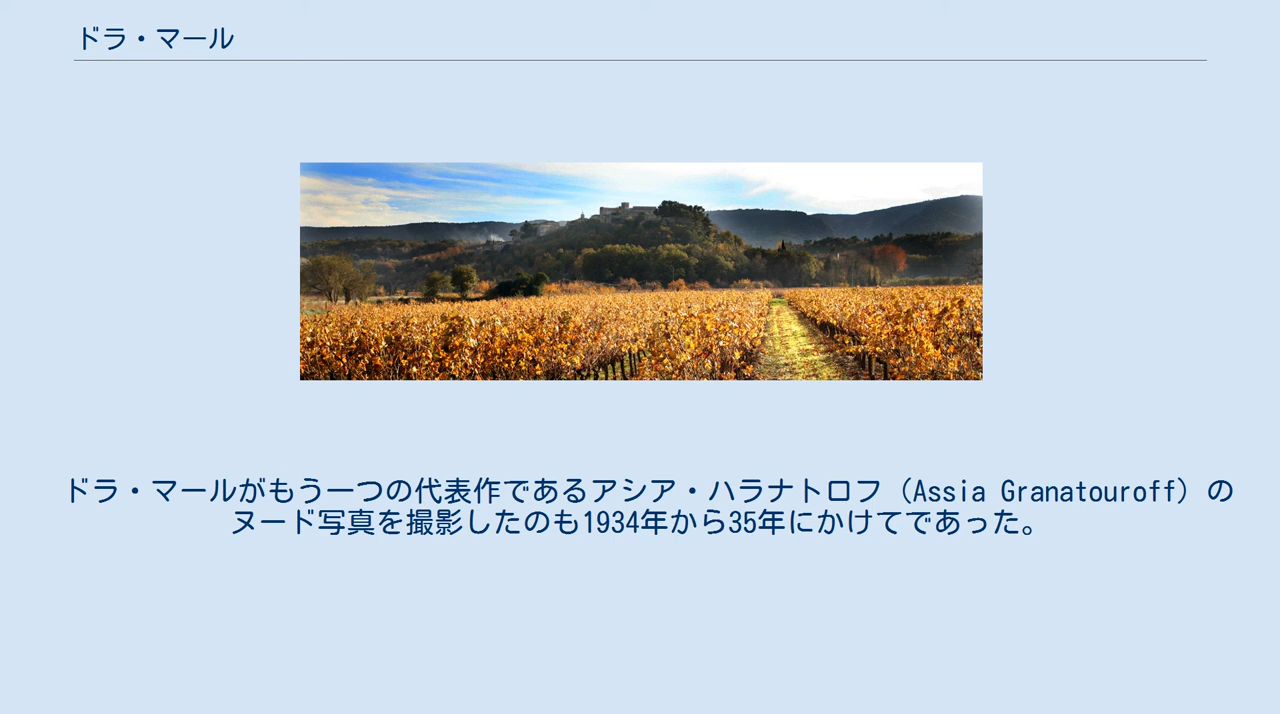 ドラ・マール
ドラ・マールがもう一つの代表作であるアシア・ハラナトロフ（Assia Granatouroff）の
ヌード写真を撮影したのも1934年から35年にかけてであった。